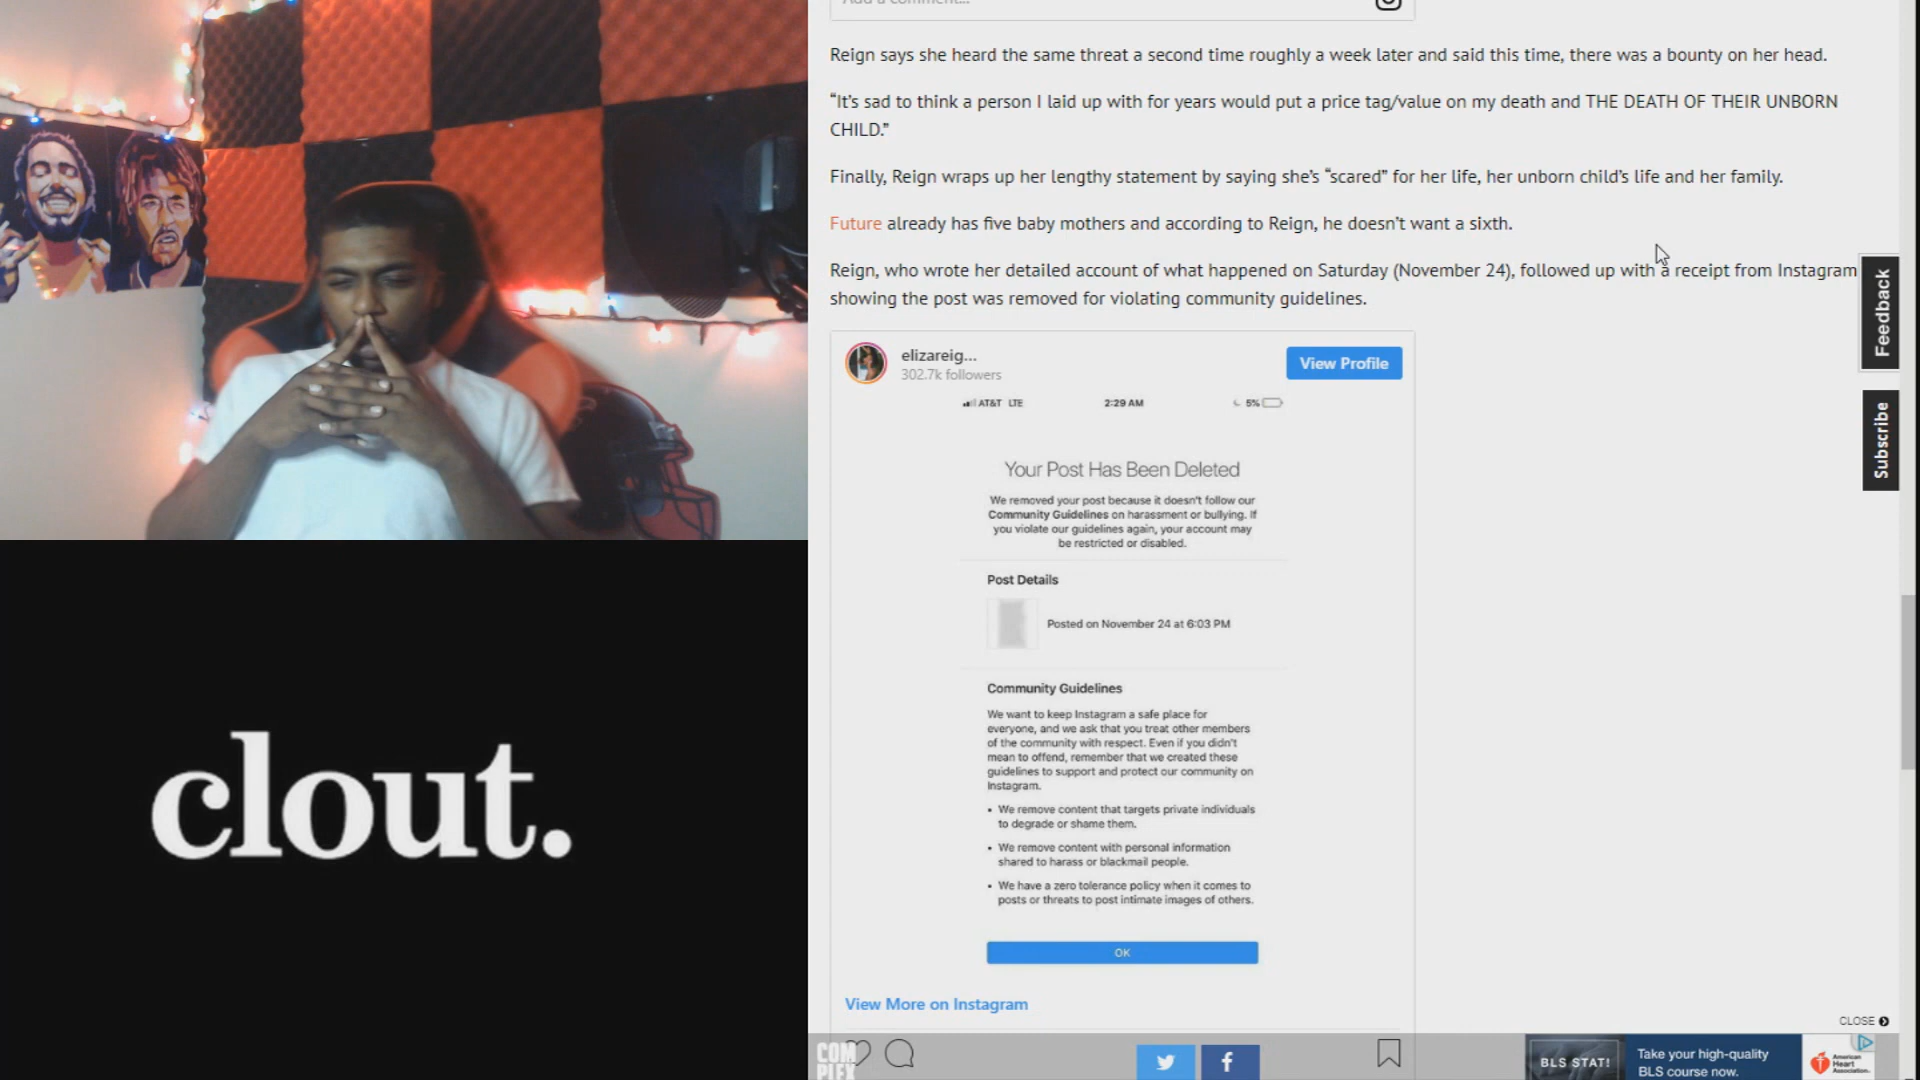 Add a comment...
Reign says she heard the same threat a second time roughly a week later and said this time, there was a bounty on her head.
“It’s sad to think a person I laid up with for years would put a price tag/value on my death and THE DEATH OF THEIR UNBORN
CHILD.”
Finally, Reign wraps up her lengthy statement by saying she’s “scared” for her life, her unborn child’s life and her family.
Future already has five baby mothers and according to Reign, he doesn’t want a sixth.
Reign, who wrote her detailed account of what happened on Saturday (November 24), followed up with a receipt from Instagram
showing the post was removed for violating community guidelines.
Feedback
Subscribe
elizareig...
302.7k followers
View Profile
AT&T LTE
2:29 AM
5%
Your Post Has Been Deleted
We removed your post because it doesn't follow our
Community Guidelines on harassment or bullying. If
you violate our guidelines again, your account may
be restricted or disabled.
Post Details
Posted on November 24 at 6:03 PM
Community Guidelines
We want to keep Instagram a safe place for
everyone, and we ask that you treat other members
of the community with respect. Even if you didn't
mean to offend, remember that we created these
guidelines to support and protect our community on
Instagram.
• We remove content that targets private individuals
to degrade or shame them.
• We remove content with personal information
shared to harass or blackmail people.
• We have a zero tolerance policy when it comes to
posts or threats to post intimate images of others.
OK
View More on Instagram
clout.
CLOSE
COM
PLEX
BLS STAT!
Take your high-quality
BLS course now.
American
Heart
Association.